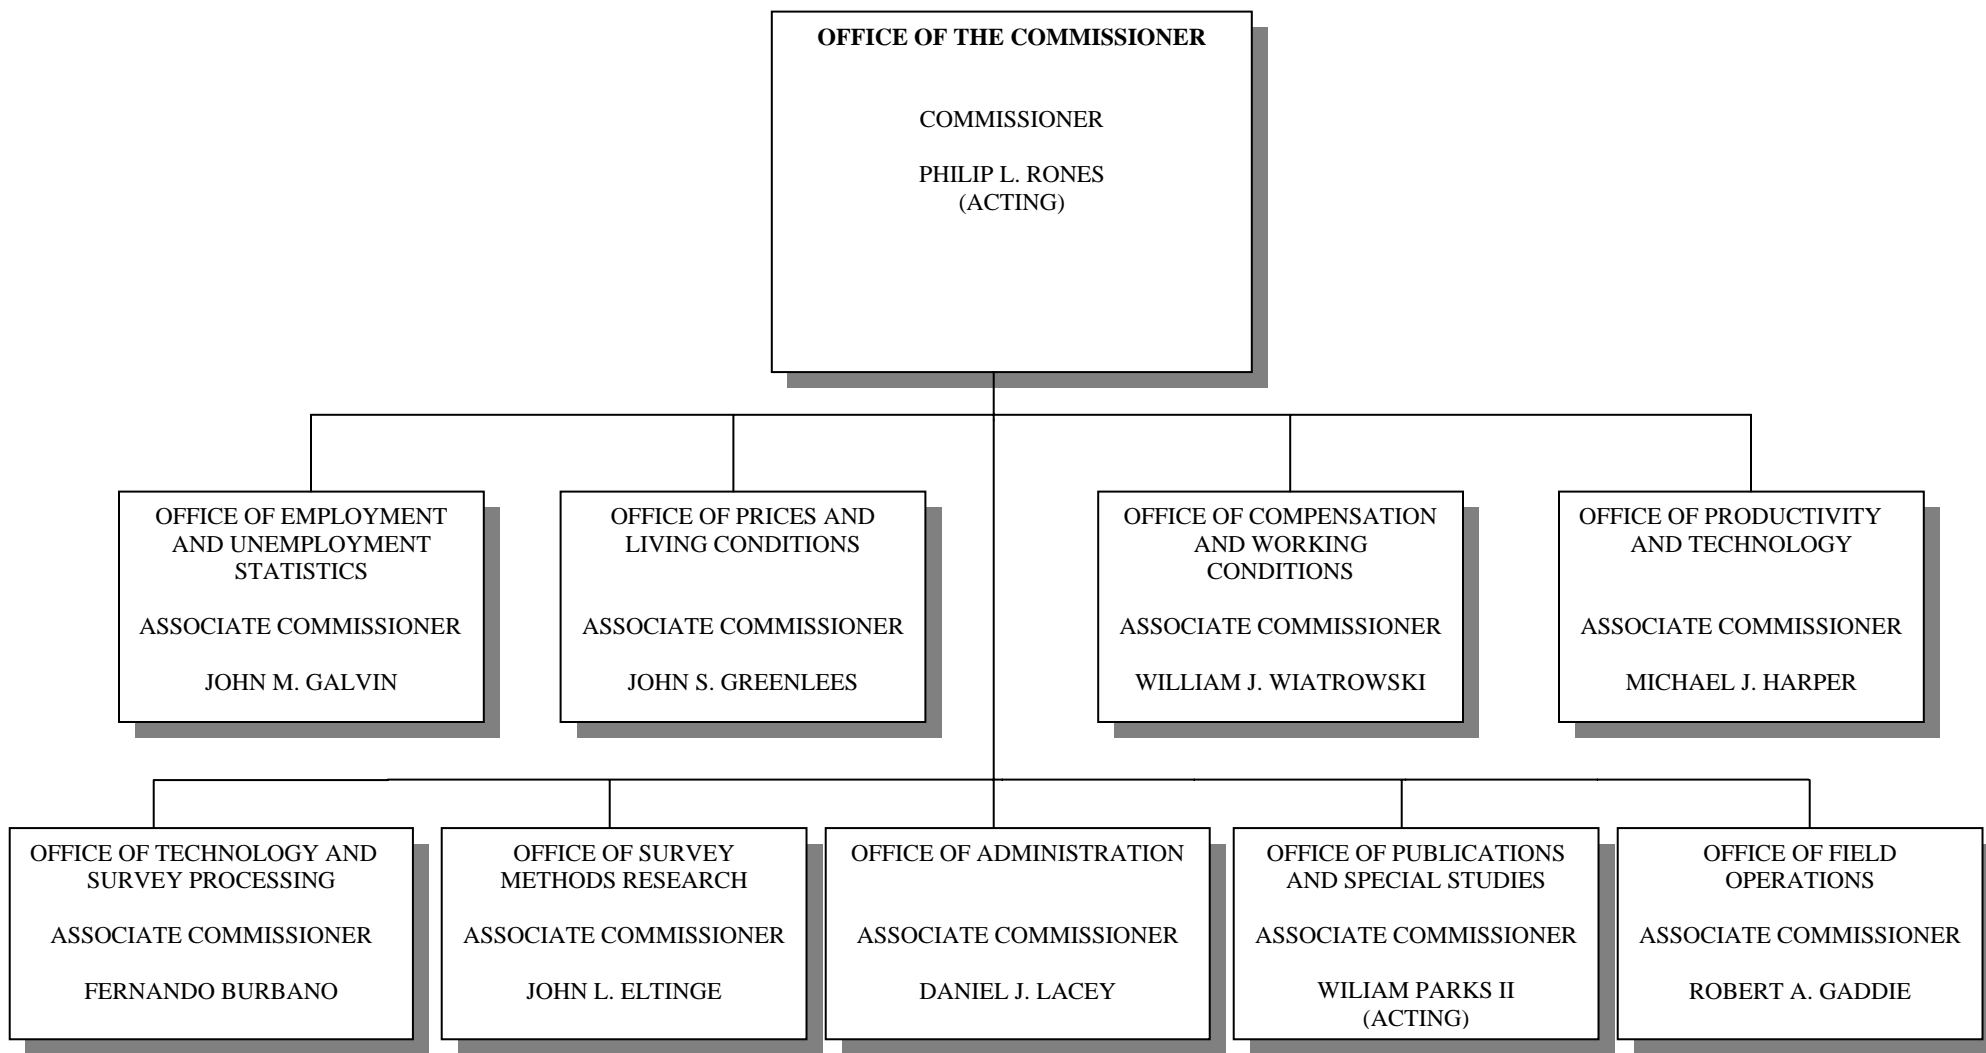 OFFICE OF THE COMMISSIONER
COMMISSIONER
PHILIP L. RONES
(ACTING)
OFFICE OF EMPLOYMENT
AND UNEMPLOYMENT
STATISTICS
ASSOCIATE COMMISSIONER
JOHN M. GALVIN
OFFICE OF PRICES AND
LIVING CONDITIONS
ASSOCIATE COMMISSIONER
JOHN S. GREENLEES
OFFICE OF COMPENSATION
AND WORKING
CONDITIONS
ASSOCIATE COMMISSIONER
WILLIAM J. WIATROWSKI
OFFICE OF PRODUCTIVITY
AND TECHNOLOGY
ASSOCIATE COMMISSIONER
MICHAEL J. HARPER
OFFICE OF TECHNOLOGY AND
SURVEY PROCESSING
ASSOCIATE COMMISSIONER
FERNANDO BURBANO
OFFICE OF SURVEY
METHODS RESEARCH
ASSOCIATE COMMISSIONER
JOHN L. ELTINGE
OFFICE OF ADMINISTRATION
ASSOCIATE COMMISSIONER
DANIEL J. LACEY
OFFICE OF PUBLICATIONS
AND SPECIAL STUDIES
ASSOCIATE COMMISSIONER
WILIAM PARKS II
(ACTING)
OFFICE OF FIELD
OPERATIONS
ASSOCIATE COMMISSIONER
ROBERT A. GADDIE